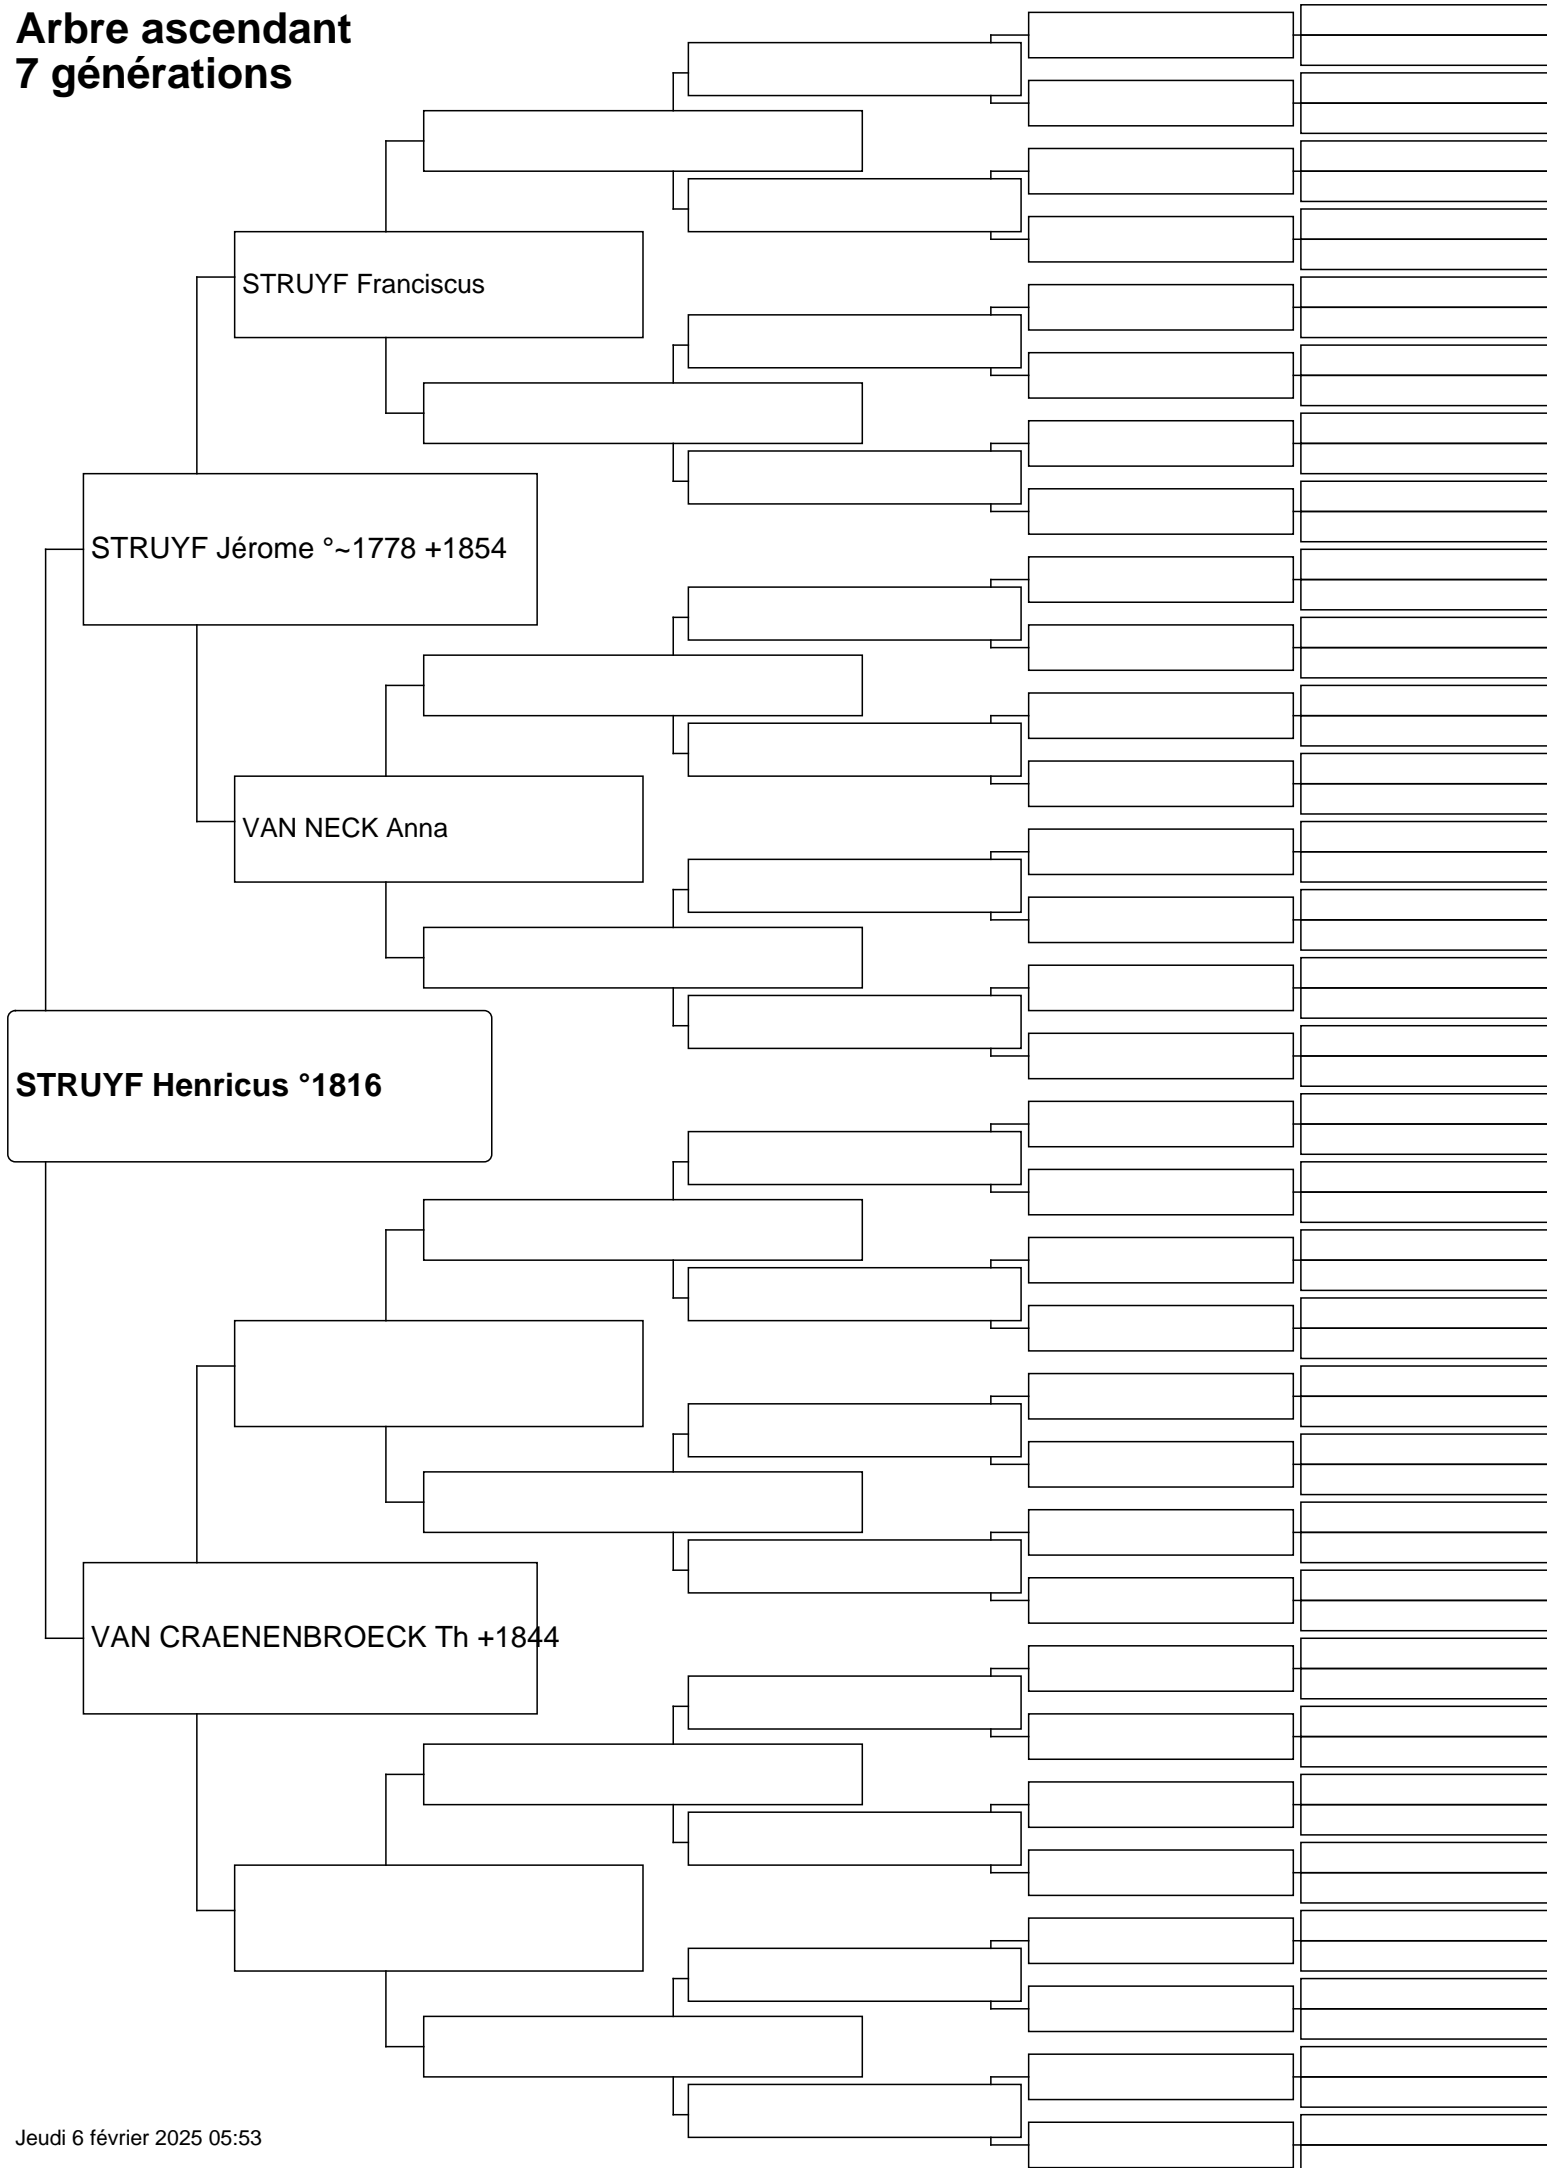 Arbre ascendant
7 générations
STRUYF Franciscus
STRUYF Jérome °~1778 +1854
VAN NECK Anna
STRUYF Henricus °1816
VAN CRAENENBROECK Th +1844
Jeudi 6 février 2025 05:53